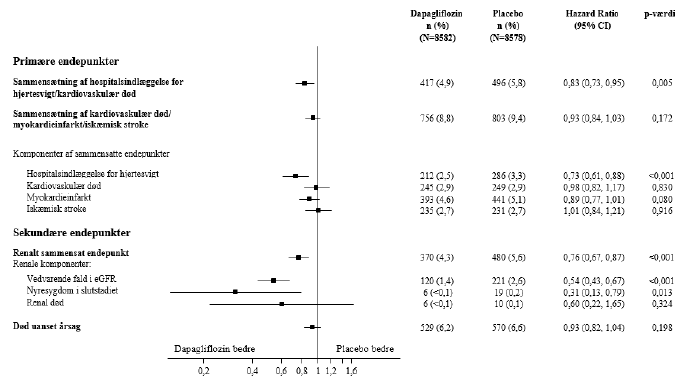 Dapagliflozin Placebo Hazard Ratio p-værdi
n (%) n (%) (95% CI)
(N=8582) (N=8578)
Primære endepunkter
Sammensætning af hospitalsindlæggelse for
hjertesvigt/kardiovaskulær død 417 (4,9) 496 (5,8) 0,83 (0,73, 0,95) 0,005
Sammensætning af kardiovaskulær død/
myokardieinfarkt/iskæmisk stroke 756 (8,8) 803 (9,4) 0,93 (0,84, 1,03) 0,172
Komponenter af sammensatte endepunkter
Hospitalsindlæggelse for hjertesvigt 212 (2,5) 286 (3,3) 0,73 (0,61, 0,88) <0,001
Kardiovaskulær død 245 (2,9) 249 (2,9) 0,98 (0,82, 1,17) 0,830
Myokardieinfarkt 393 (4,6) 441 (5,1) 0,89 (0,77, 1,01) 0,080
Iskæmisk stroke 235 (2,7) 231 (2,7) 1,01 (0,84, 1,21) 0,916
Sekundære endepunkter
Renalt sammensat endepunkt 370 (4,3) 480 (5,6) 0,76 (0,67, 0,87) <0,001
Renale komponenter:
Vedvarende fald i eGFR 120 (1,4) 221 (2,6) 0,54 (0,43, 0,67) <0,001
Nyresygdom i slutstadiet 6 (<0,1) 19 (0,2) 0,31 (0,13, 0,79) 0,013
Renal død 6 (<0,1) 10 (0,1) 0,60 (0,22, 1,65) 0,324
Død uanset årsag 529 (6,2) 570 (6,6) 0,93 (0,82, 1,04) 0,198
Dapagliflozin bedre Placebo bedre
0,2 0,4 0,6 0,8 1 1,2 1,6